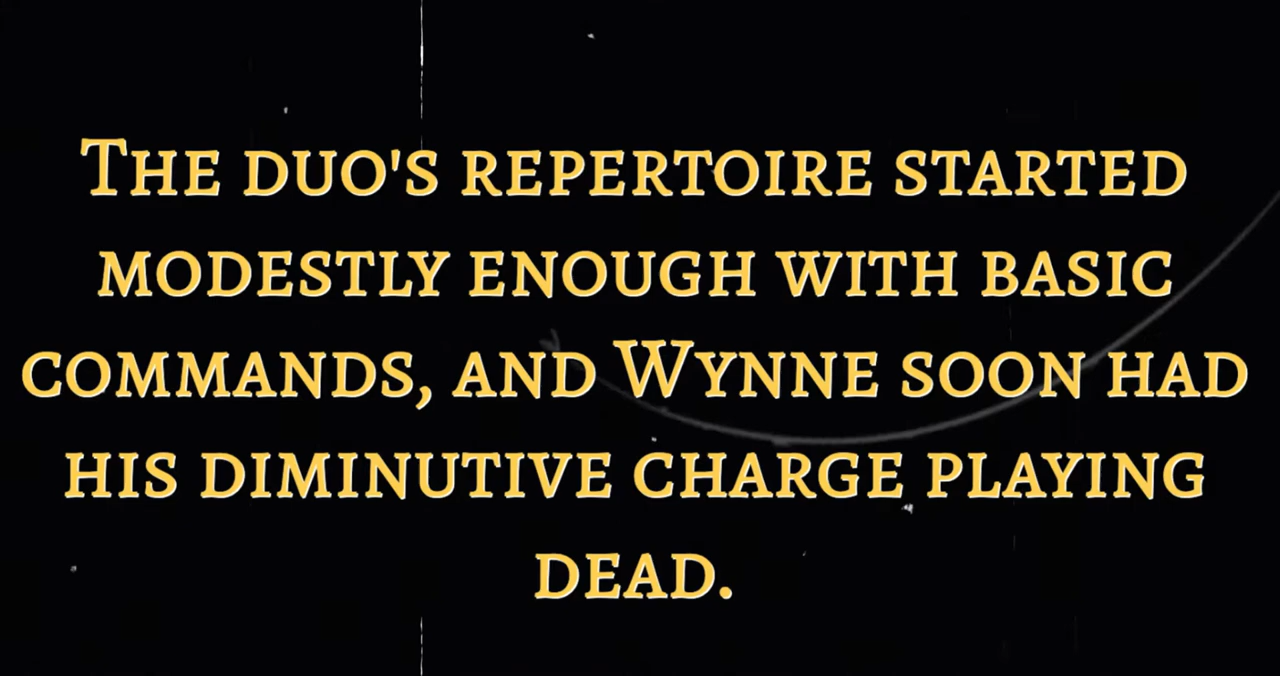 The duo's repertoire started
modestly enough with basic
commands, and Wynne soon had
his diminutive charge playing
dead.